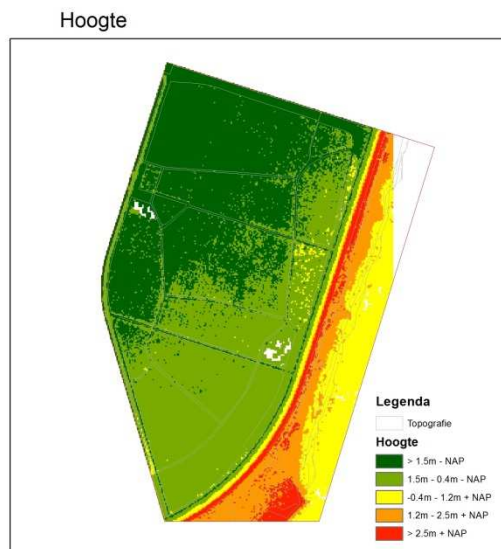 Hoogte
Legenda
Topografie
Hoogte
> 1.5m - NAP
1.5m - 0.4m - NAP
-0.4m - 1.2m + NAP
1.2m - 2.5m + NAP
> 2.5m + NAP